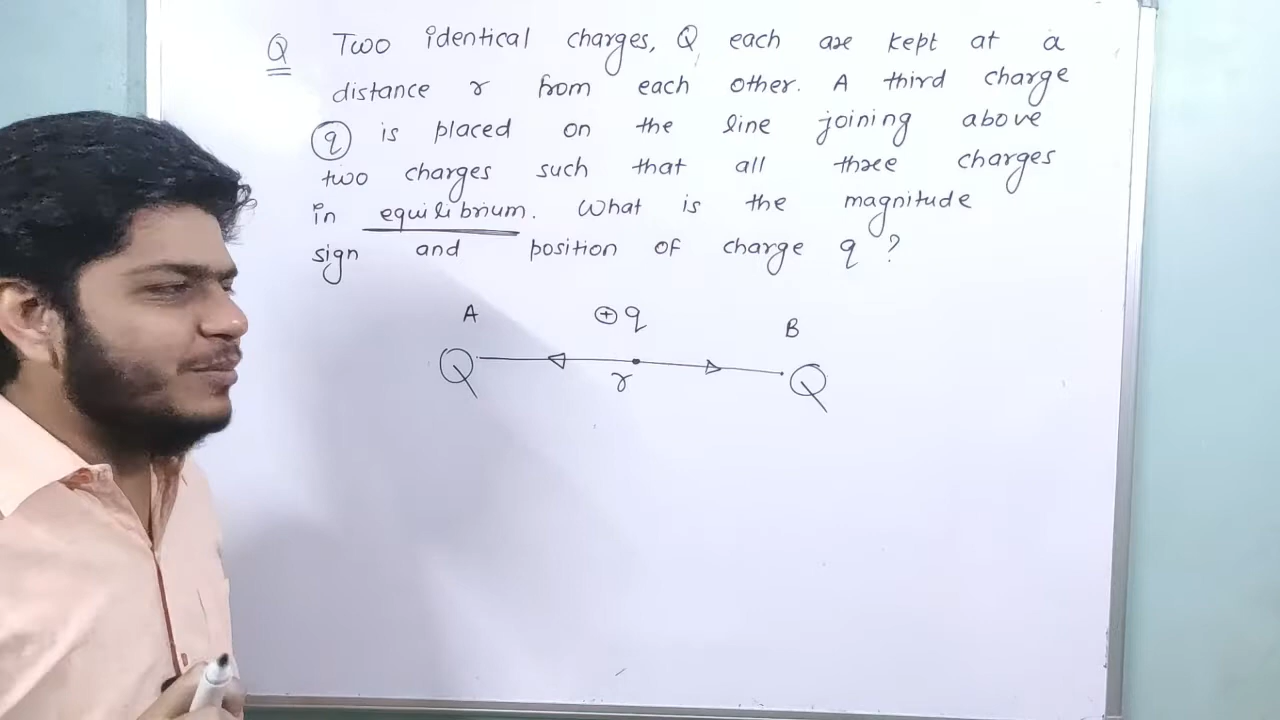 Q Two identical charges, Q each are kept at a
distance r from each other. A third charge
q is placed on the line joining above
two charges such that all three charges
in equilibrium. What is the magnitude
sign and position of charge q ?
A + q B
Q r Q